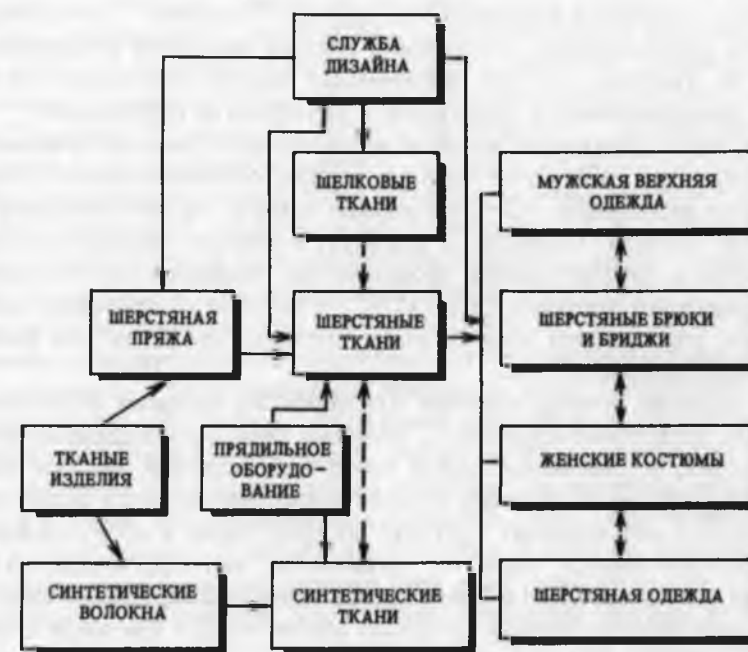 СЛУЖБА
ДИЗАЙНА
ШЕЛКОВЫЕ
ТКАНИ
МУЖСКАЯ ВЕРХНЯЯ
ОДЕЖДА
ШЕРСТЯНАЯ
ПРЯЖА
ШЕРСТЯНЫЕ
ТКАНИ
ШЕРСТЯНЫЕ БРЮКИ
И БРИДЖИ
ТКАНЫЕ
ИЗДЕЛИЯ
ПРЯДИЛЬНОЕ
ОБОРУДО-
ВАНИЕ
ЖЕНСКИЕ КОСТЮМЫ
СИНТЕТИЧЕСКИЕ
ВОЛОКНА
СИНТЕТИЧЕСКИЕ
ТКАНИ
ШЕРСТЯНАЯ ОДЕЖДА